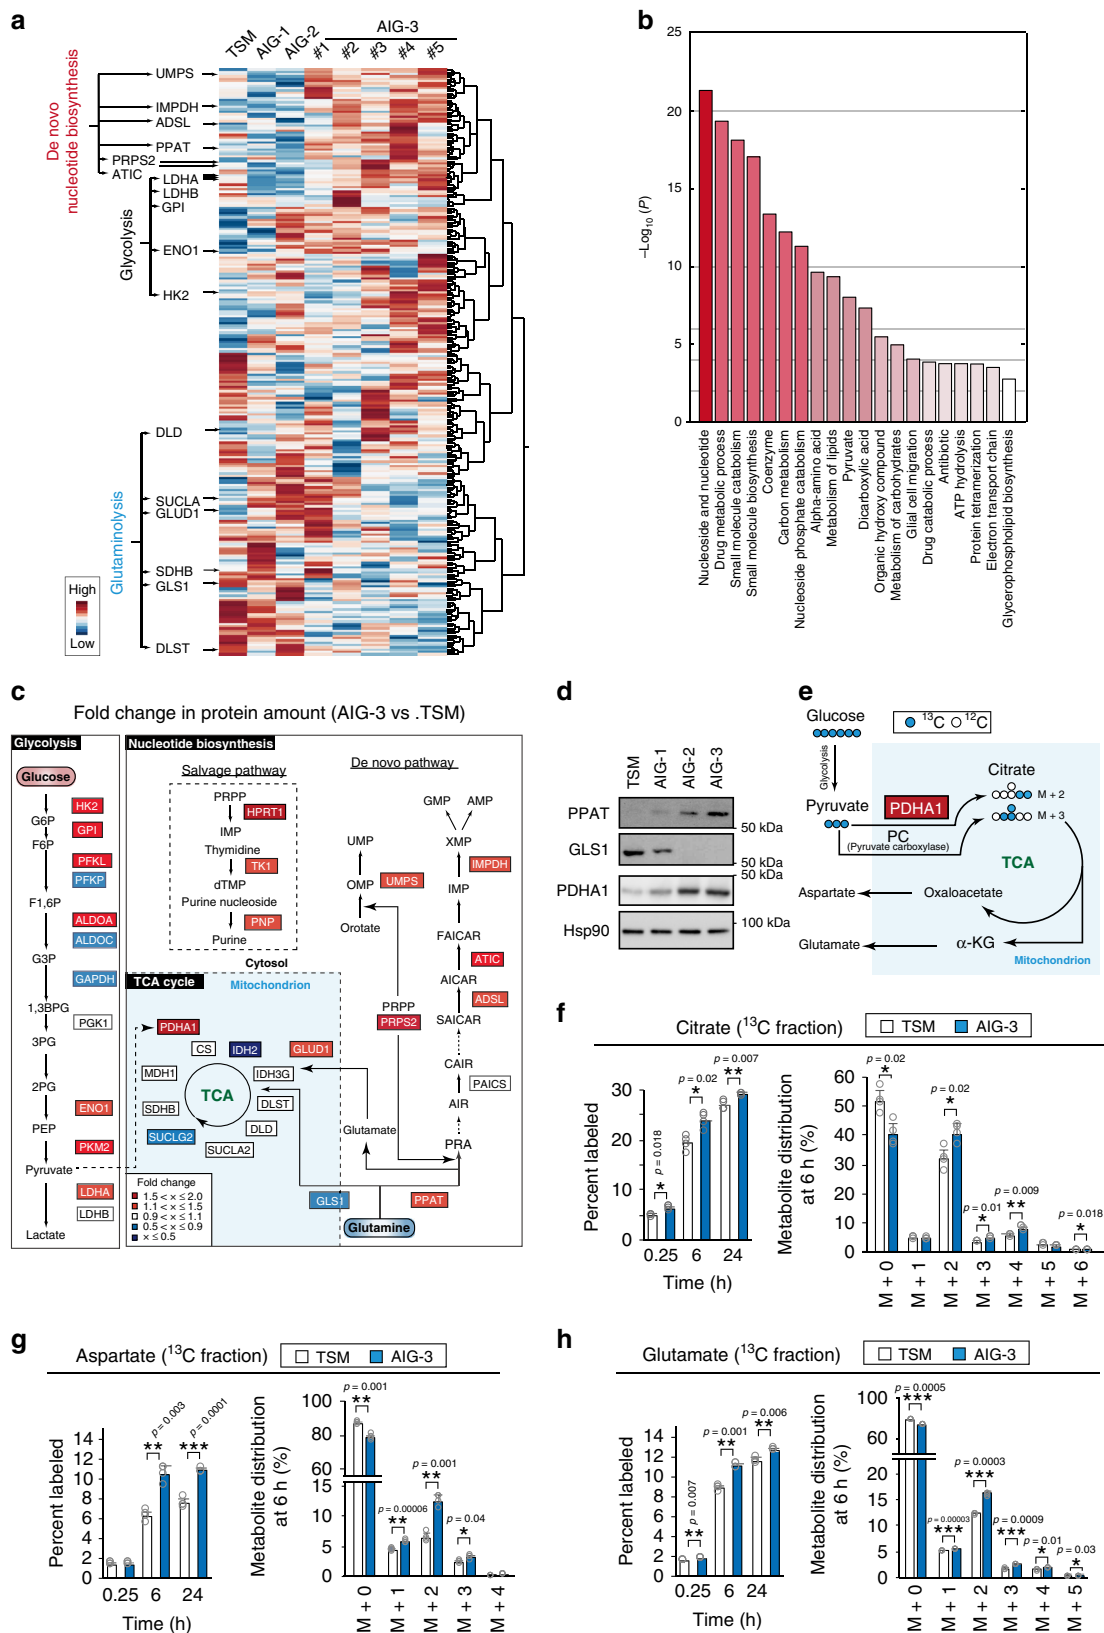 a
AIG-3
TSM
AIG-1
AIG-2
#1
#2
#3
#4
#5
De novo
nucleotide biosynthesis
UMPS
IMPDH
ADSL
PPAT
PRPS2
ATIC
Glycolysis
LDHA
LDHB
GPI
ENO1
HK2
Glutaminolysis
DLD
SUCLA
GLUD1
SDHB
GLS1
DLST
High
Low
b
–Log10 (P)
25
20
15
10
5
0
Nucleoside and nucleotide
Drug metabolic process
Small molecule catabolism
Small molecule biosynthesis
Coenzyme
Carbon metabolism
Nucleoside phosphate catabolism
Alpha-amino acid
Metabolism of lipids
Pyruvate
Dicarboxylic acid
Organic hydroxy compound
Metabolism of carbohydrates
Glial cell migration
Drug catabolic process
Antibiotic
ATP hydrolysis
Protein tetramerization
Electron transport chain
Glycerophospholipid biosynthesis
c
Fold change in protein amount (AIG-3 vs .TSM)
Glycolysis
Glucose
HK2
G6P
GPI
F6P
PFKL
PFKP
F1,6P
ALDOA
ALDOC
G3P
GAPDH
1,3BPG
PGK1
3PG
2PG
ENO1
PEP
PKM2
Pyruvate
LDHA
LDHB
Lactate
Nucleotide biosynthesis
Salvage pathway
PRPP
HPRT1
IMP
Thymidine
TK1
dTMP
Purine nucleoside
PNP
Purine
De novo pathway
GMP
AMP
UMP
XMP
IMPDH
OMP
UMPS
IMP
Orotate
FAICAR
ATIC
AICAR
ADSL
PRPP
PRPS2
SAICAR
CAIR
PAICS
AIR
Glutamate
PRA
GLS1
PPAT
Glutamine
Cytosol
TCA cycle
Mitochondrion
PDHA1
CS
IDH2
GLUD1
MDH1
IDH3G
TCA
SDHB
DLST
DLD
SUCLG2
SUCLA2
Fold change
1.5 < × ≤ 2.0
1.1 < × ≤ 1.5
0.9 < × ≤ 1.1
0.5 < × ≤ 0.9
× ≤ 0.5
d
TSM
AIG-1
AIG-2
AIG-3
PPAT
50 kDa
GLS1
50 kDa
50 kDa
PDHA1
100 kDa
Hsp90
e
Glucose
13C 12C
Glycolysis
Citrate
M + 2
Pyruvate
PDHA1
M + 3
PC
(Pyruvate carboxylase)
TCA
Aspartate
Oxaloacetate
Glutamate
α-KG
Mitochondrion
f
Citrate (13C fraction)
TSM
AIG-3
Percent labeled
30
20
10
0
p = 0.018
*
p = 0.02
*
p = 0.007
**
0.25
6
24
Time (h)
Metabolite distribution
at 6 h (%)
60
50
40
30
20
10
0
p = 0.02
*
p = 0.02
*
p = 0.01
*
p = 0.009
**
p = 0.018
*
M + 0
M + 1
M + 2
M + 3
M + 4
M + 5
M + 6
g
Aspartate (13C fraction)
TSM
AIG-3
Percent labeled
14
12
10
8
6
4
2
0
p = 0.003
**
p = 0.0001
***
0.25
6
24
Time (h)
Metabolite distribution
at 6 h (%)
100
80
60
15
10
5
0
p = 0.001
**
p = 0.00006
**
p = 0.001
**
p = 0.04
*
M + 0
M + 1
M + 2
M + 3
M + 4
h
Glutamate (13C fraction)
TSM
AIG-3
Percent labeled
14
12
10
8
6
4
2
0
p = 0.007
**
p = 0.001
**
p = 0.006
**
0.25
6
24
Time (h)
Metabolite distribution
at 6 h (%)
100
60
20
15
10
5
0
p = 0.0005
***
p = 0.00003
***
p = 0.0003
***
p = 0.0009
***
p = 0.01
*
p = 0.03
*
M + 0
M + 1
M + 2
M + 3
M + 4
M + 5